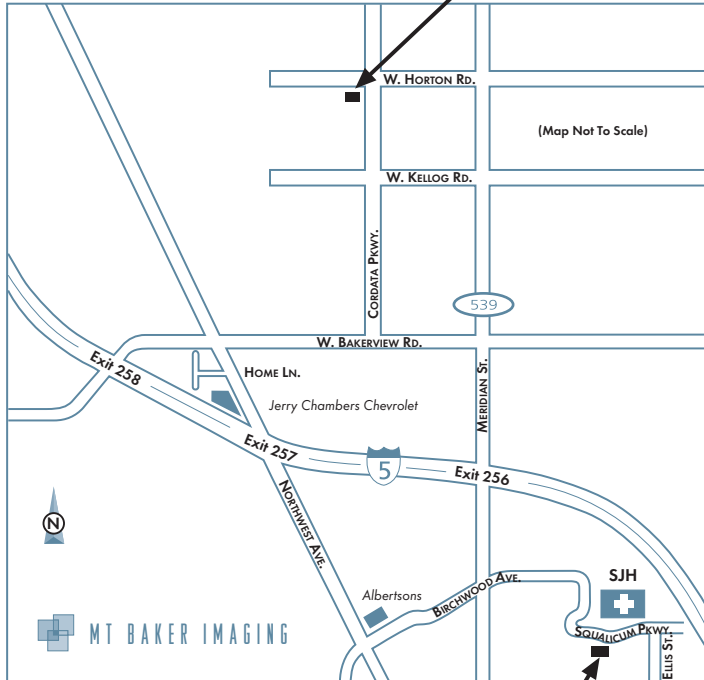 W. HORTON RD.
(Map Not To Scale)
W. KELLOG RD.
CORDATA PKWY.
539
W. BAKERVIEW RD.
Exit 258
HOME LN.
MERIDIAN ST.
Jerry Chambers Chevrolet
Exit 257
5
Exit 256
NORTHWEST AVE.
N
SJH
Albertsons
BIRCHWOOD AVE.
SQUALICUM PKWY.
ELLIS ST.
MT BAKER IMAGING